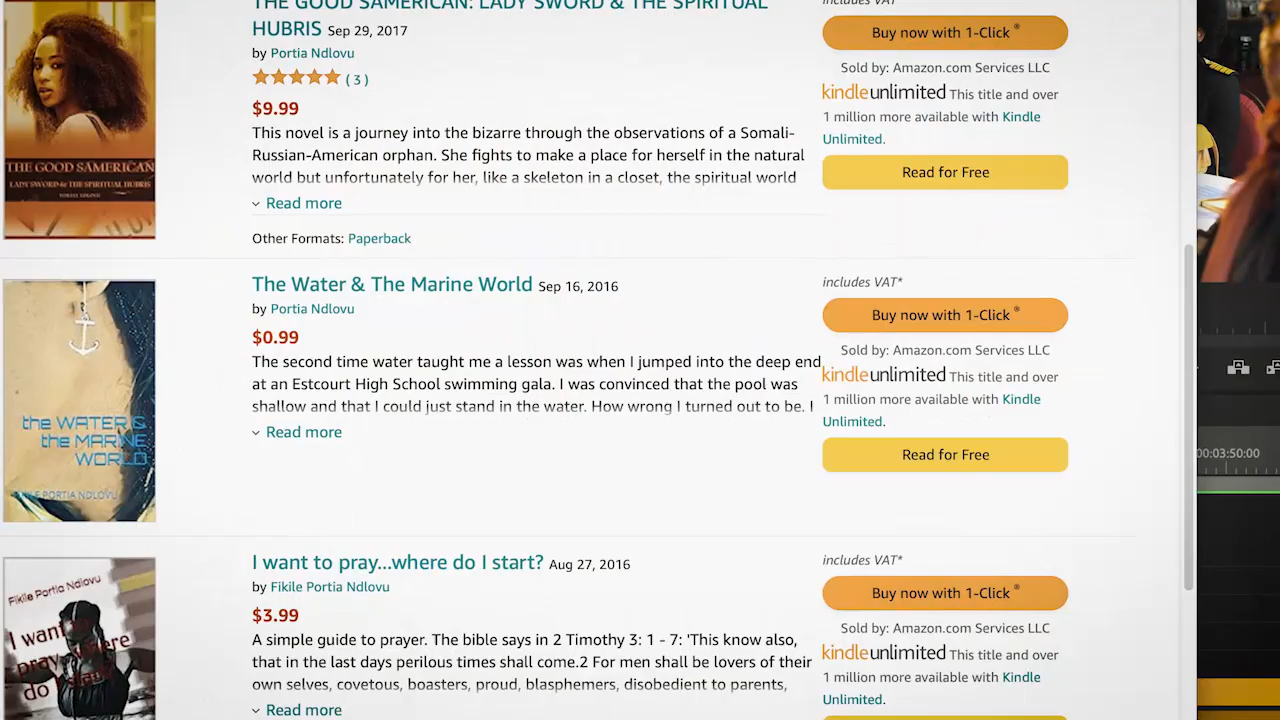 THE GOOD SAMERICAN: LADY SWORD & THE SPIRITUAL
HUBRIS Sep 29, 2017
by Portia Ndlovu
( 3 )
$9.99
This novel is a journey into the bizarre through the observations of a Somali-
Russian-American orphan. She fights to make a place for herself in the natural
world but unfortunately for her, like a skeleton in a closet, the spiritual world
Read more
Other Formats: Paperback
includes VAT*
Buy now with 1-Click ®
Sold by: Amazon.com Services LLC
kindleunlimited This title and over
1 million more available with Kindle
Unlimited.
Read for Free
THE GOOD SAMERICAN
LADY SWORD & THE SPIRITUAL HUBRIS
The Water & The Marine World Sep 16, 2016
by Portia Ndlovu
$0.99
The second time water taught me a lesson was when I jumped into the deep end
at an Estcourt High School swimming gala. I was convinced that the pool was
shallow and that I could just stand in the water. How wrong I turned out to be. I
Read more
includes VAT*
Buy now with 1-Click ®
Sold by: Amazon.com Services LLC
kindleunlimited This title and over
1 million more available with Kindle
Unlimited.
Read for Free
the WATER &
the MARINE
WORLD
PORTIA NDLOVU
00:03:50:00
I want to pray...where do I start? Aug 27, 2016
by Fikile Portia Ndlovu
$3.99
A simple guide to prayer. The bible says in 2 Timothy 3: 1 - 7: 'This know also,
that in the last days perilous times shall come.2 For men shall be lovers of their
own selves, covetous, boasters, proud, blasphemers, disobedient to parents,
Read more
includes VAT*
Buy now with 1-Click ®
Sold by: Amazon.com Services LLC
kindleunlimited This title and over
1 million more available with Kindle
Unlimited.
Fikile Portia Ndlovu
I want
pray where
do